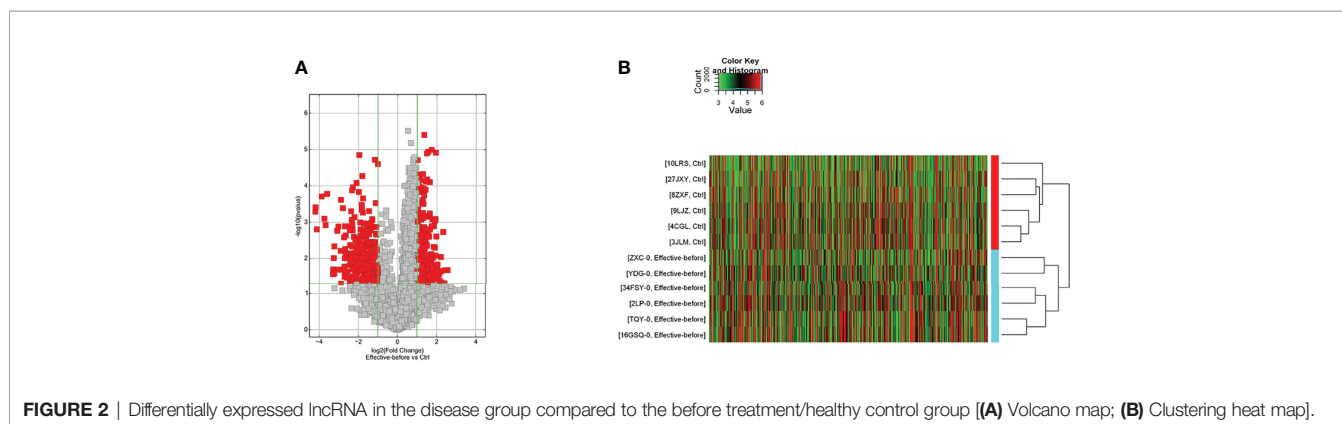 A
B
Color Key
and Histogram
Count
0 2000
3 4 5 6
Value
6
5
4
3
2
1
0
-log10(pvalue)
−4 −2 0 2 4
log2(Fold Change)
Effective-before vs Ctrl
[10LRS, Ctrl]
[27JXY, Ctrl]
[8ZXF, Ctrl]
[9LJZ, Ctrl]
[4CGL, Ctrl]
[3JLM, Ctrl]
[ZXC-0, Effective-before]
[YDG-0, Effective-before]
[34FSY-0, Effective-before]
[2LP-0, Effective-before]
[TQY-0, Effective-before]
[16GSQ-0, Effective-before]
FIGURE 2 | Differentially expressed lncRNA in the disease group compared to the before treatment/healthy control group [(A) Volcano map; (B) Clustering heat map].